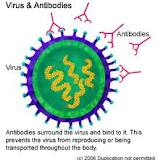 Virus & Antibodies
Antibodies
Virus
Antibodies surround the virus and bind to it. This
prevents the virus from reproducing or being
transported throughout the body.
(c) 2006 Duplication not permitted